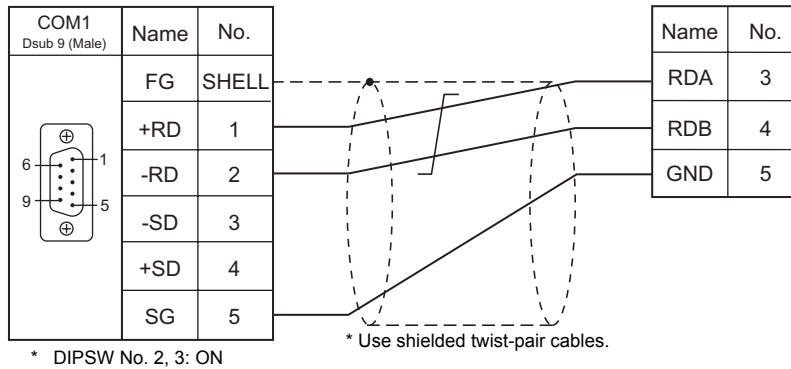 COM1
Dsub 9 (Male)
Name No.
FG SHELL
+RD 1
-RD 2
-SD 3
+SD 4
SG 5
6
1
9
5
Name No.
RDA 3
RDB 4
GND 5
* Use shielded twist-pair cables.
* DIPSW No. 2, 3: ON